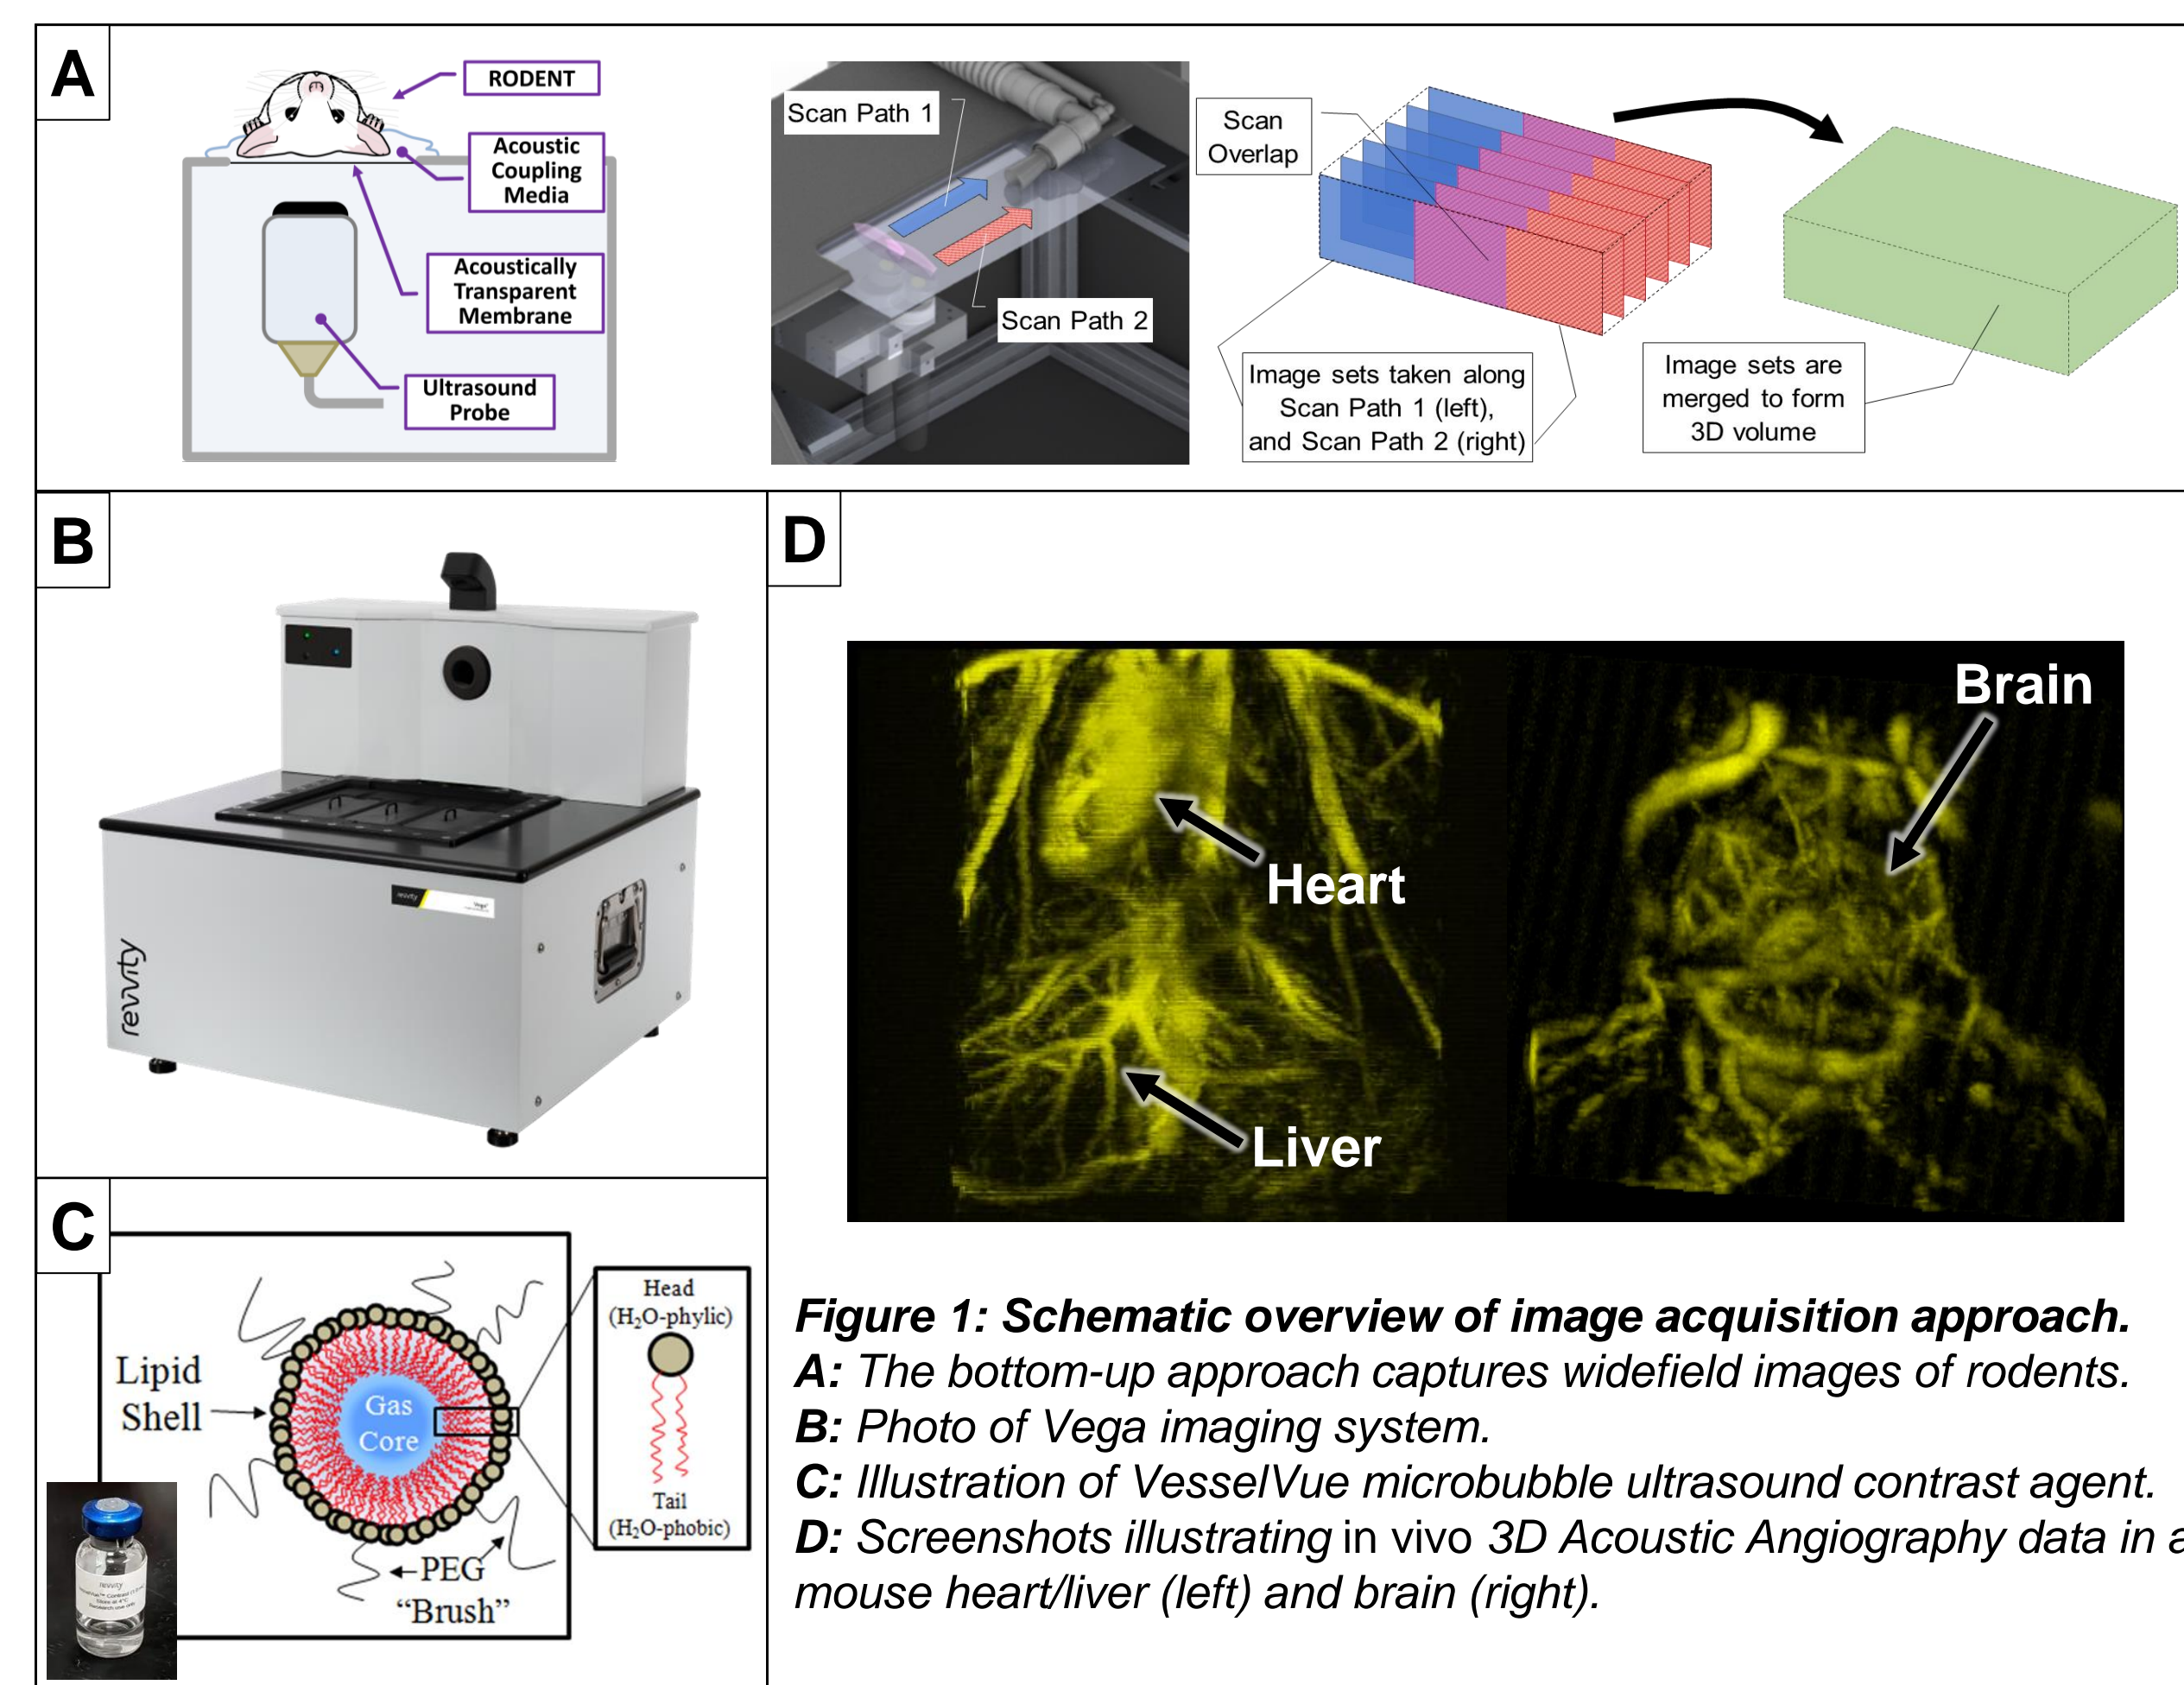 A
RODENT
Acoustic
Coupling
Media
Acoustically
Transparent
Membrane
Ultrasound
Probe
Scan Path 1
Scan Path 2
Scan
Overlap
Image sets taken along
Scan Path 1 (left),
and Scan Path 2 (right)
Image sets are
merged to form
3D volume
B
revvity
revvity
C
Lipid
Shell
Gas
Core
PEG
“Brush”
Head
(H₂O-phylic)
Tail
(H₂O-phobic)
revvity
D
Heart
Liver
Brain
Figure 1: Schematic overview of image acquisition approach.
A: The bottom-up approach captures widefield images of rodents.
B: Photo of Vega imaging system.
C: Illustration of VesselVue microbubble ultrasound contrast agent.
D: Screenshots illustrating in vivo 3D Acoustic Angiography data in a
mouse heart/liver (left) and brain (right).